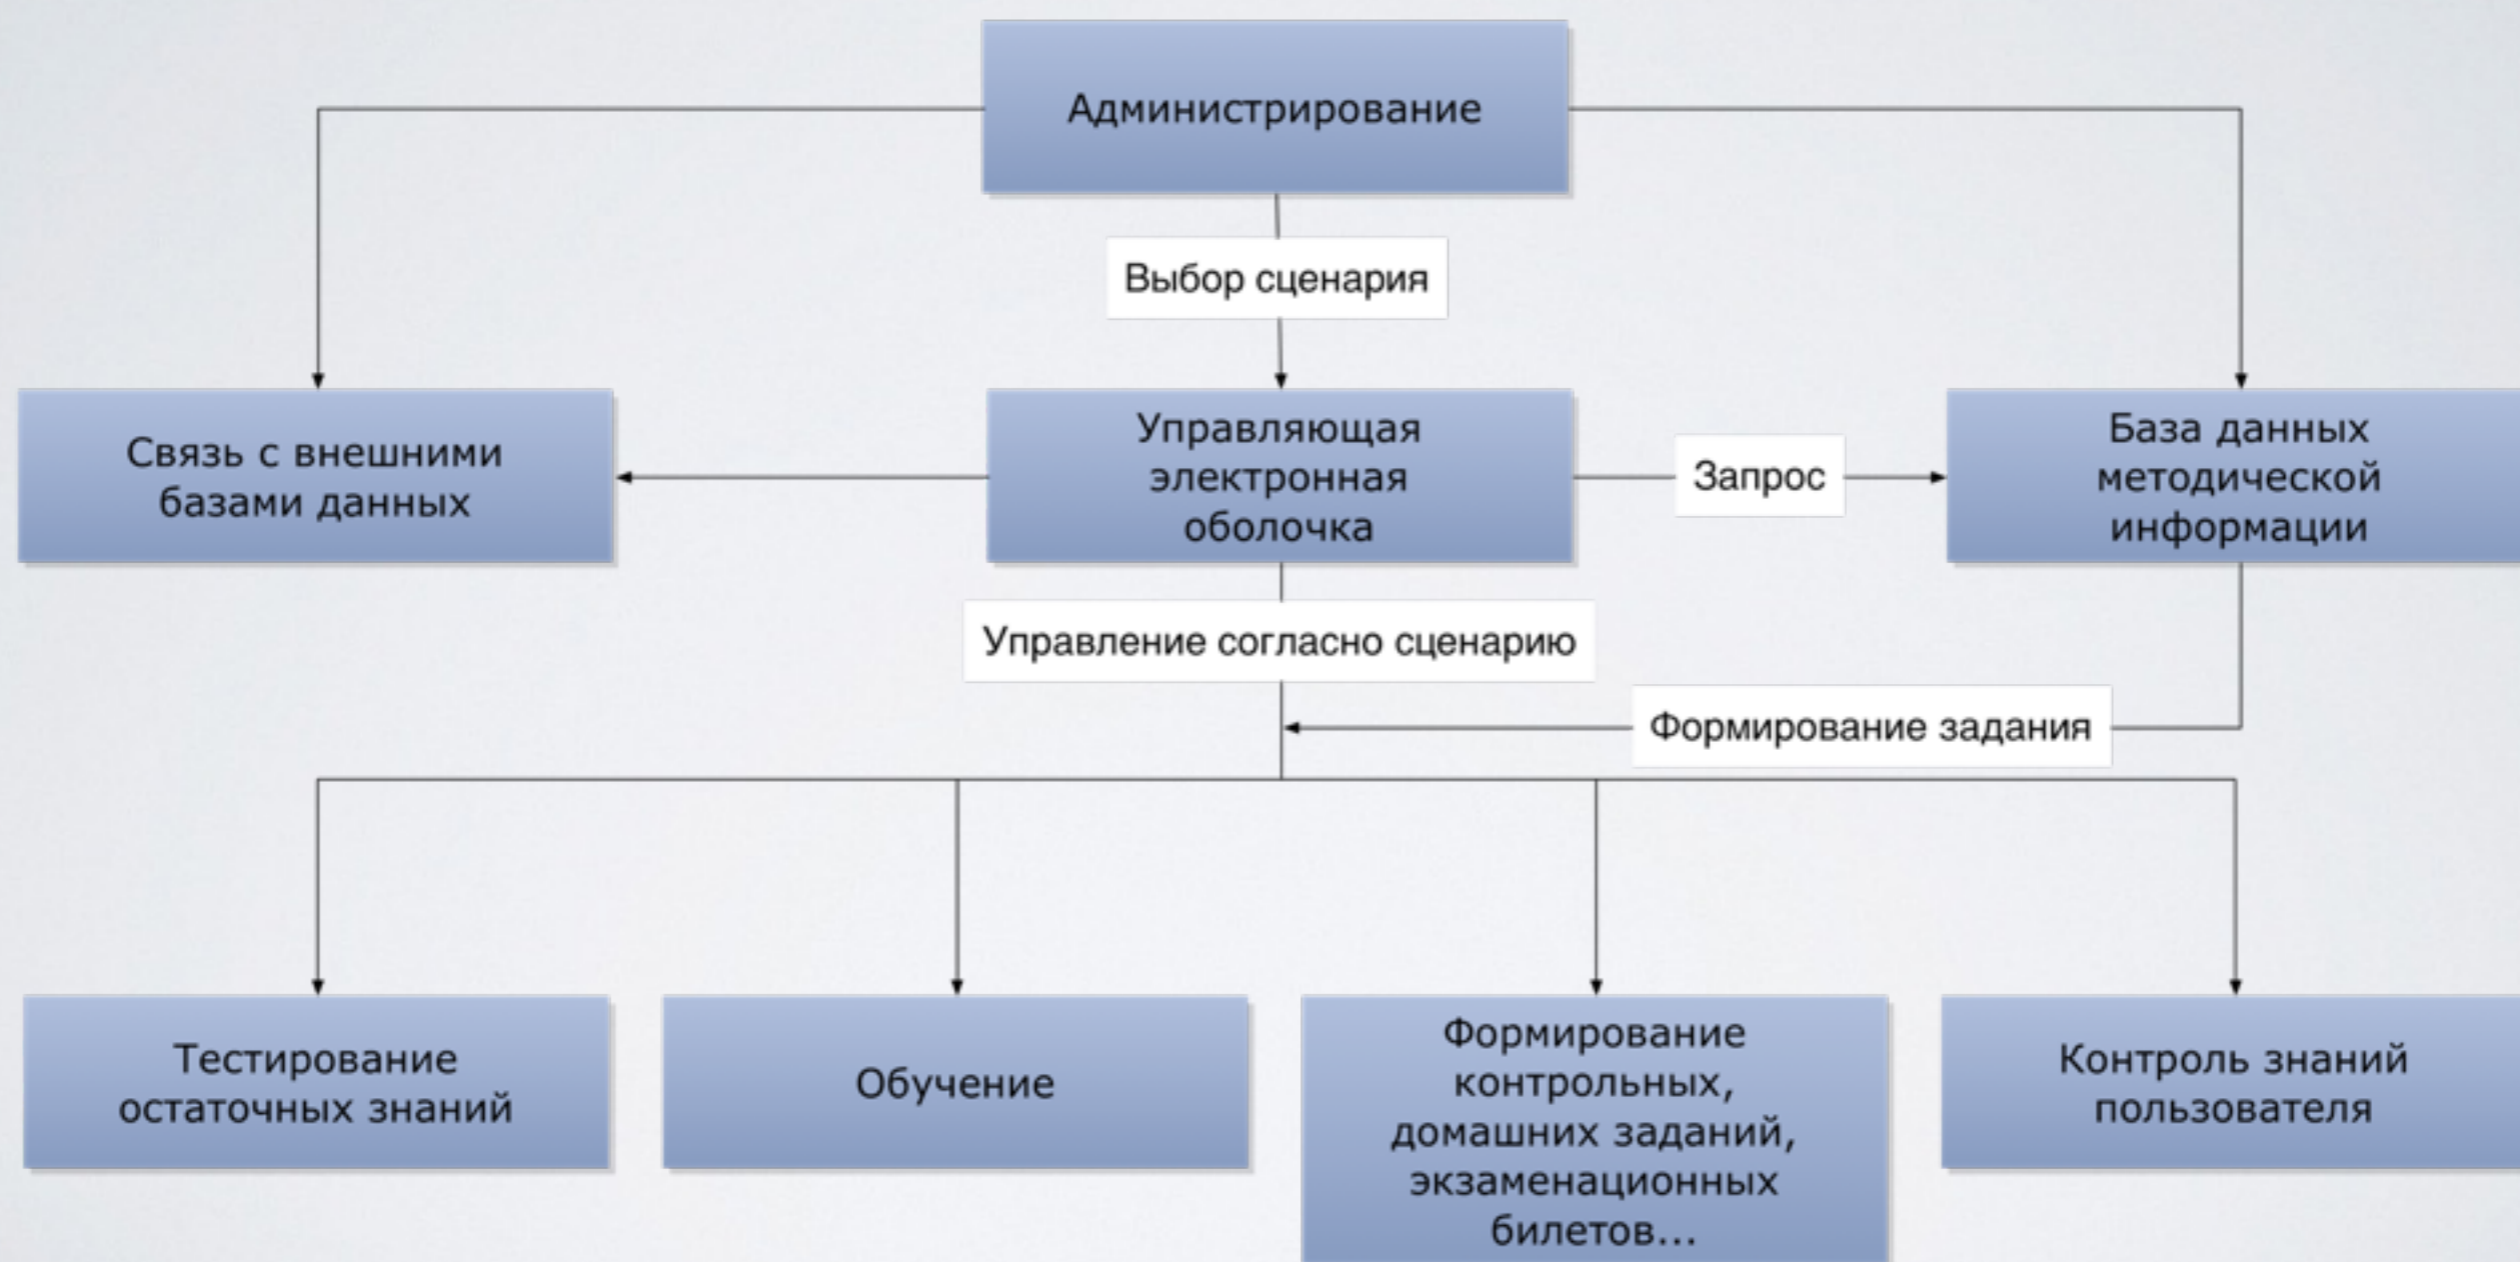 Администрирование
Выбор сценария
Связь с внешними
базами данных
Управляющая
электронная
оболочка
Запрос
База данных
методической
информации
Управление согласно сценарию
Формирование задания
Тестирование
остаточных знаний
Обучение
Формирование
контрольных,
домашних заданий,
экзаменационных
билетов...
Контроль знаний
пользователя